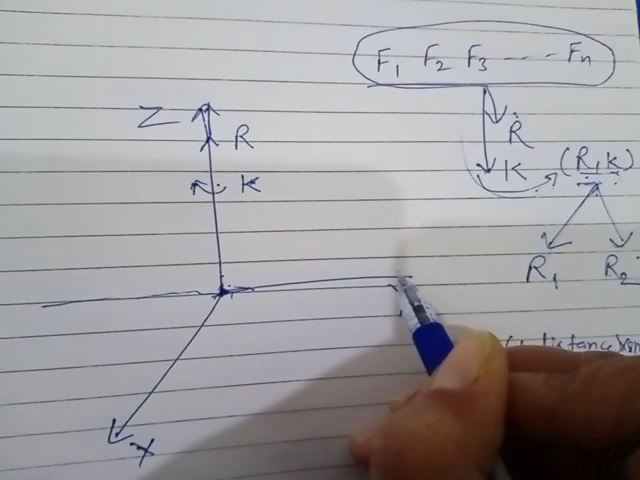 F1 F2 F3 --- Fn
Z
R
R
K
K
(R, K)
R1
R2
X